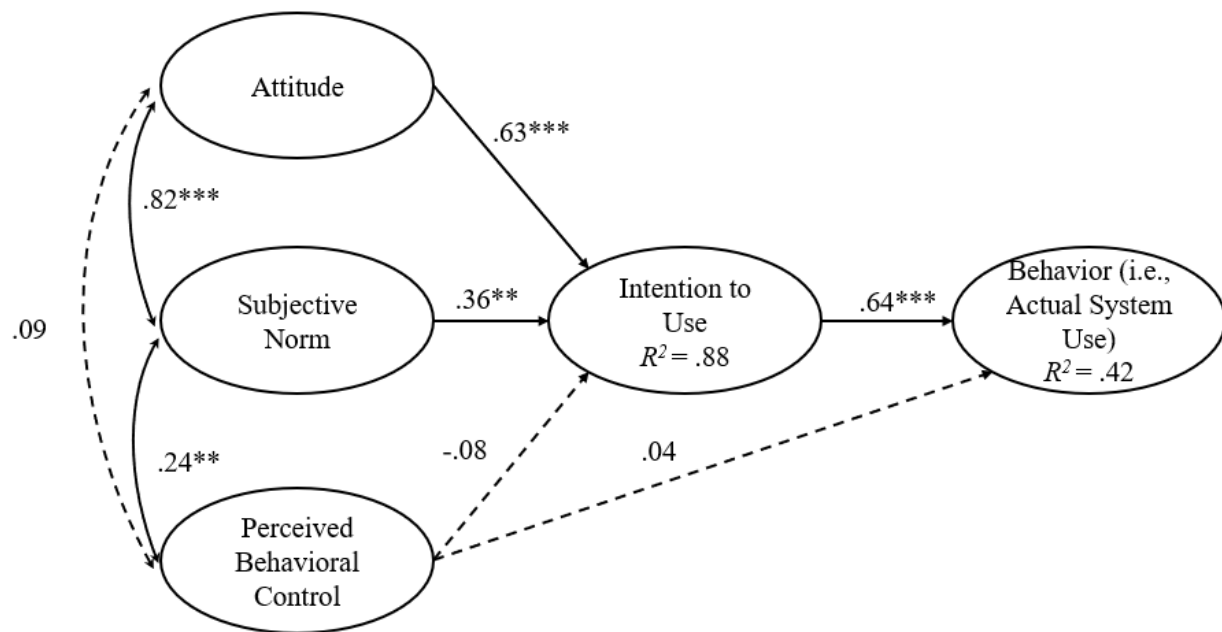 Attitude
.63***
.82***
Subjective
Norm
.36**
Intention to
Use
R² = .88
.64***
Behavior (i.e.,
Actual System
Use)
R² = .42
.09
.24**
-.08
.04
Perceived
Behavioral
Control